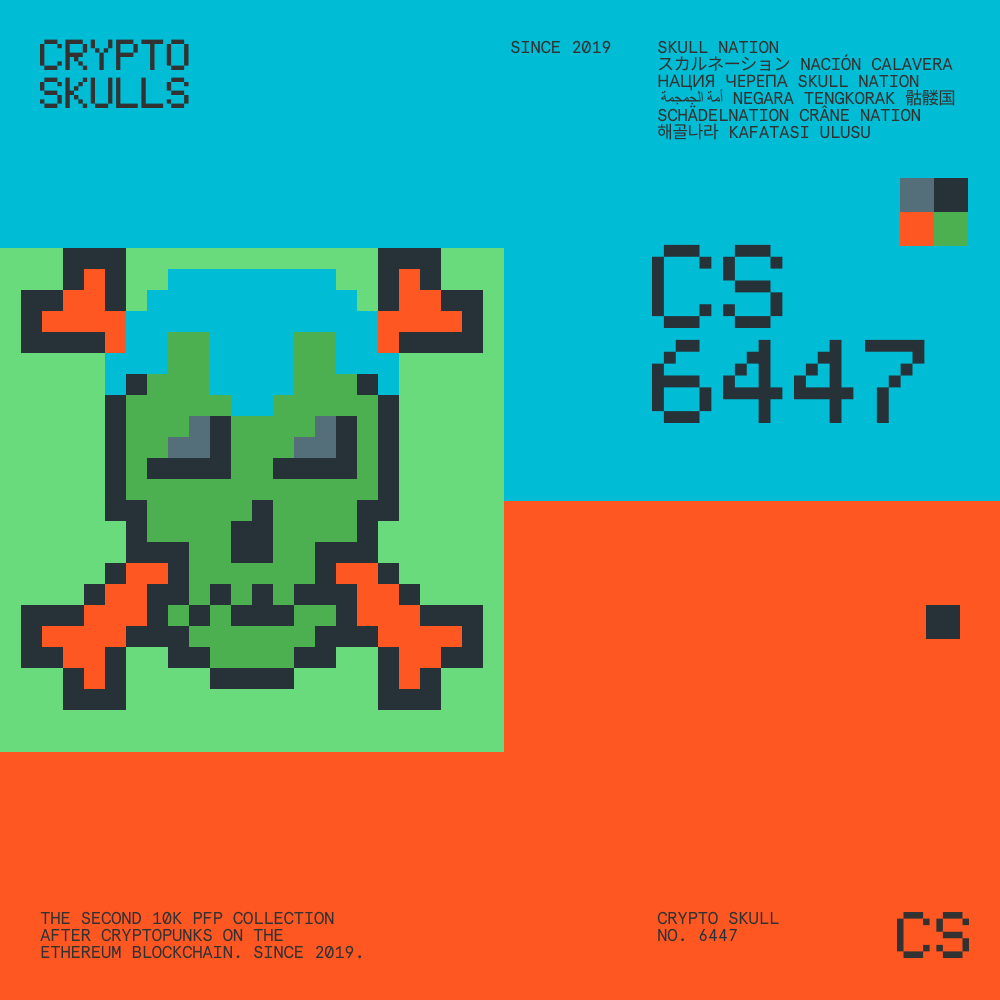 CRYPTO
SKULLS
SINCE 2019
SKULL NATION
スカルネーション NACIÓN CALAVERA
НАЦИЯ ЧЕРЕПА SKULL NATION
أمة الجمجمة NEGARA TENGKORAK 骷髅国
SCHÄDELNATION CRÂNE NATION
해골나라 KAFATASI ULUSU
CS
6447
THE SECOND 10K PFP COLLECTION
AFTER CRYPTOPUNKS ON THE
ETHEREUM BLOCKCHAIN. SINCE 2019.
CRYPTO SKULL
NO. 6447
CS